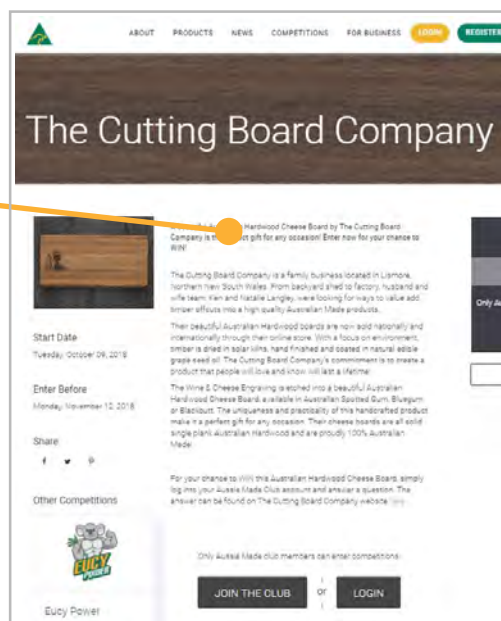 ABOUT PRODUCTS NEWS COMPETITIONS FOR BUSINESS LOGIN REGISTER
The Cutting Board Company
Hardwood Cheese Board by The Cutting Board
Company is gift for any occasion! Enter now for your chance to
WIN!
The Cutting Board Company is a family business located in Lismore,
Northern New South Wales. From backyard shed to factory, husband and
wife team, Ken and Natalie Langley, were looking for ways to value add
timber offcuts into a high quality Australian Made products.
Their beautiful Australian Hardwood boards are now sold nationally and
internationally through their online store. With a focus on environment,
timber is dried in solar kilns, hand finished and coated in natural edible
grape seed oil. The Cutting Board Company's commitment is to create a
product that people will love and know will last a lifetime.
The Wine & Cheese Engraving is etched into a beautiful Australian
Hardwood Cheese Board, available in Australian Spotted Gum, Bluegum
or Blackbutt. The uniqueness and practicality of this handcrafted product
make it a perfect gift for any occasion. Their cheese boards are all solid
single plank Australian Hardwood and are proudly 100% Australian
Made.
For your chance to WIN this Australian Hardwood Cheese Board, simply
log into your Aussie Made Club account and answer a question. The
answer can be found on The Cutting Board Company website here
Only Aussie Made club members can enter competitions.
JOIN THE CLUB or LOGIN
Start Date
Tuesday, October 09, 2018
Enter Before
Monday, November 12, 2018
Share
Other Competitions
EUCY
POWER
Eucy Power
Only Au